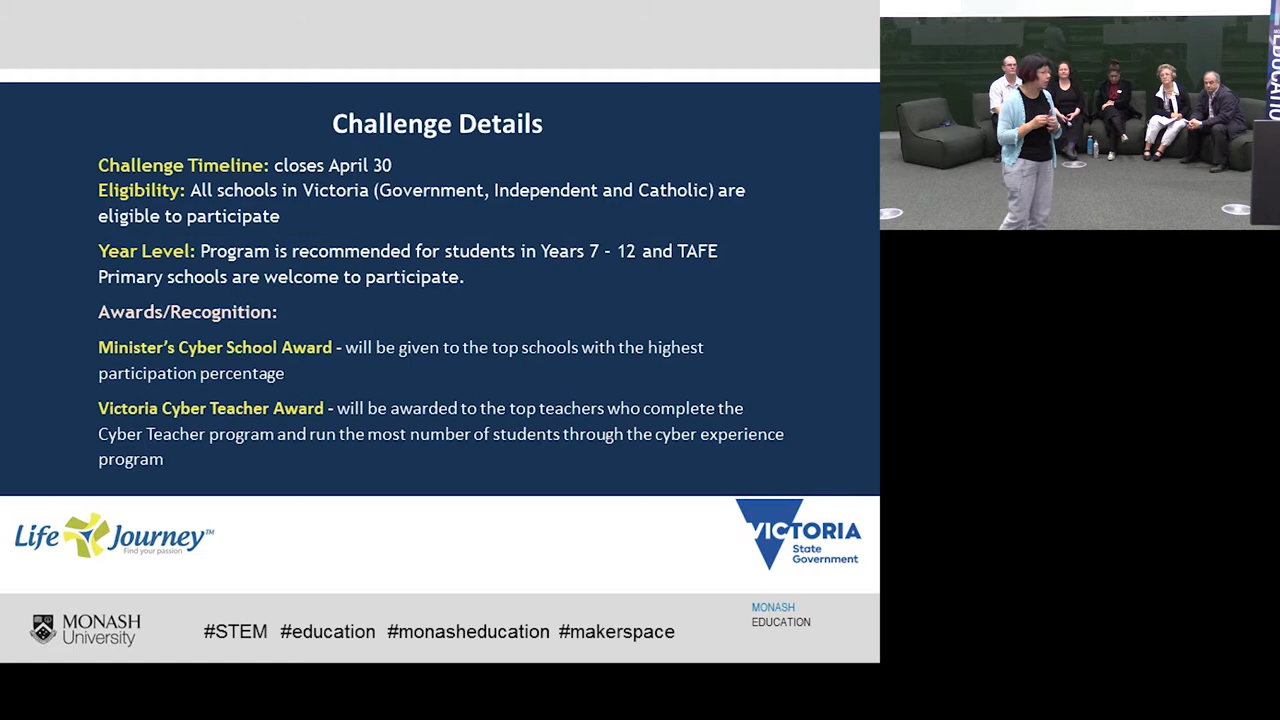 Challenge Details
Challenge Timeline: closes April 30
Eligibility: All schools in Victoria (Government, Independent and Catholic) are
eligible to participate
Year Level: Program is recommended for students in Years 7 - 12 and TAFE
Primary schools are welcome to participate.
Awards/Recognition:
Minister's Cyber School Award - will be given to the top schools with the highest
participation percentage
Victoria Cyber Teacher Award - will be awarded to the top teachers who complete the
Cyber Teacher program and run the most number of students through the cyber experience
program
Life Journey™
Find your passion
VICTORIA
State
Government
MONASH
University
#STEM #education #monasheducation #makerspace
MONASH
EDUCATION